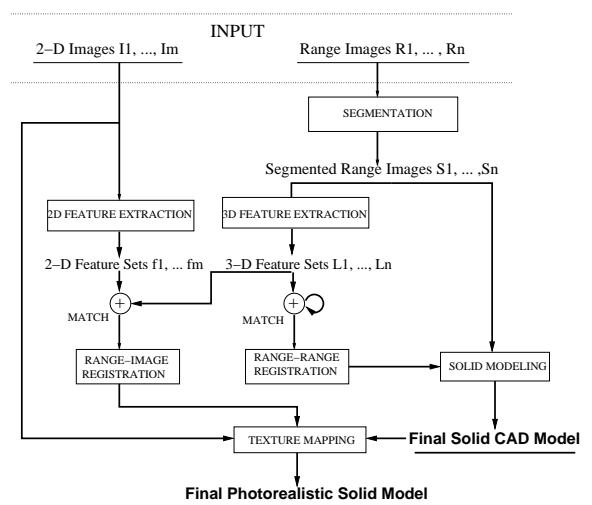 INPUT
2–D Images I1, ..., Im
Range Images R1, ... , Rn
SEGMENTATION
Segmented Range Images S1, ... ,Sn
2D FEATURE EXTRACTION
3D FEATURE EXTRACTION
2–D Feature Sets f1, ... fm
3–D Feature Sets L1, ..., Ln
+
+
MATCH
MATCH
RANGE–IMAGE
REGISTRATION
RANGE–RANGE
REGISTRATION
SOLID MODELING
TEXTURE MAPPING
Final Solid CAD Model
Final Photorealistic Solid Model